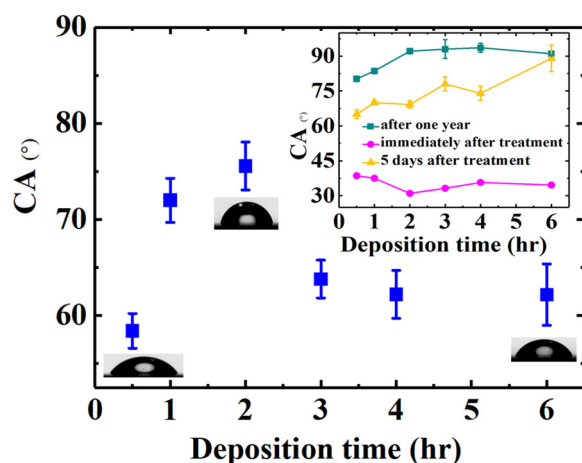 90
80
70
60
CA (°)
0 1 2 3 4 5 6
Deposition time (hr)
90
75
60
45
30
CA (°)
after one year
immediately after treatment
5 days after treatment
0 1 2 3 4 5 6
Deposition time (hr)